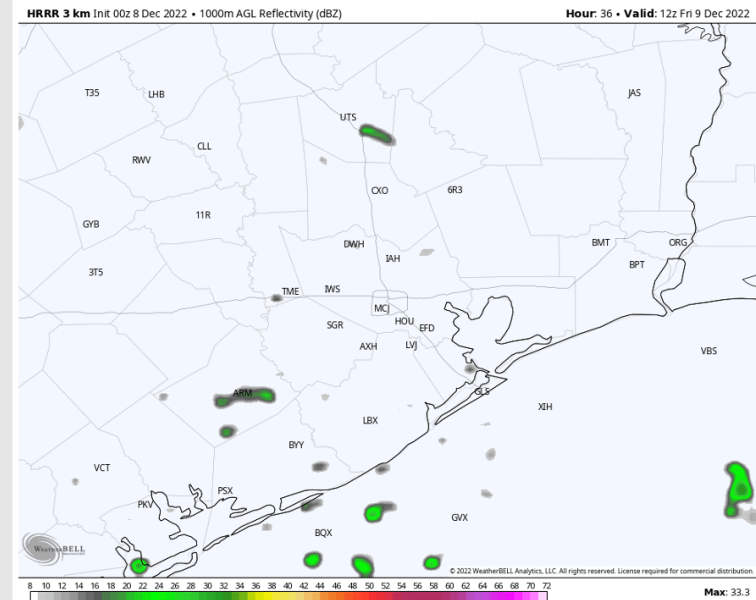 HRRR 3 km Init 00z 8 Dec 2022 • 1000m AGL Reflectivity (dBZ) Hour: 36 • Valid: 12z Fri 9 Dec 2022
T35 LHB JAS
UTS
CLL
RWV
CXO 6R3
11R
GYB
DWH BMT ORG
IAH BPT
3T5
TME IWS
MCJ
SGR HOU EFD
AXH LVJ VBS
ARM GLS
XIH
LBX
BYY
VCT
PSX
PKV
GVX
BQX
WEATHERBELL
© 2022 WeatherBELL Analytics, LLC. All rights reserved. License required for commercial distribution.
8 10 12 14 16 18 20 22 24 26 28 30 32 34 36 38 40 42 44 46 48 50 52 54 56 58 60 62 64 66 68 70 72 Max: 33.3